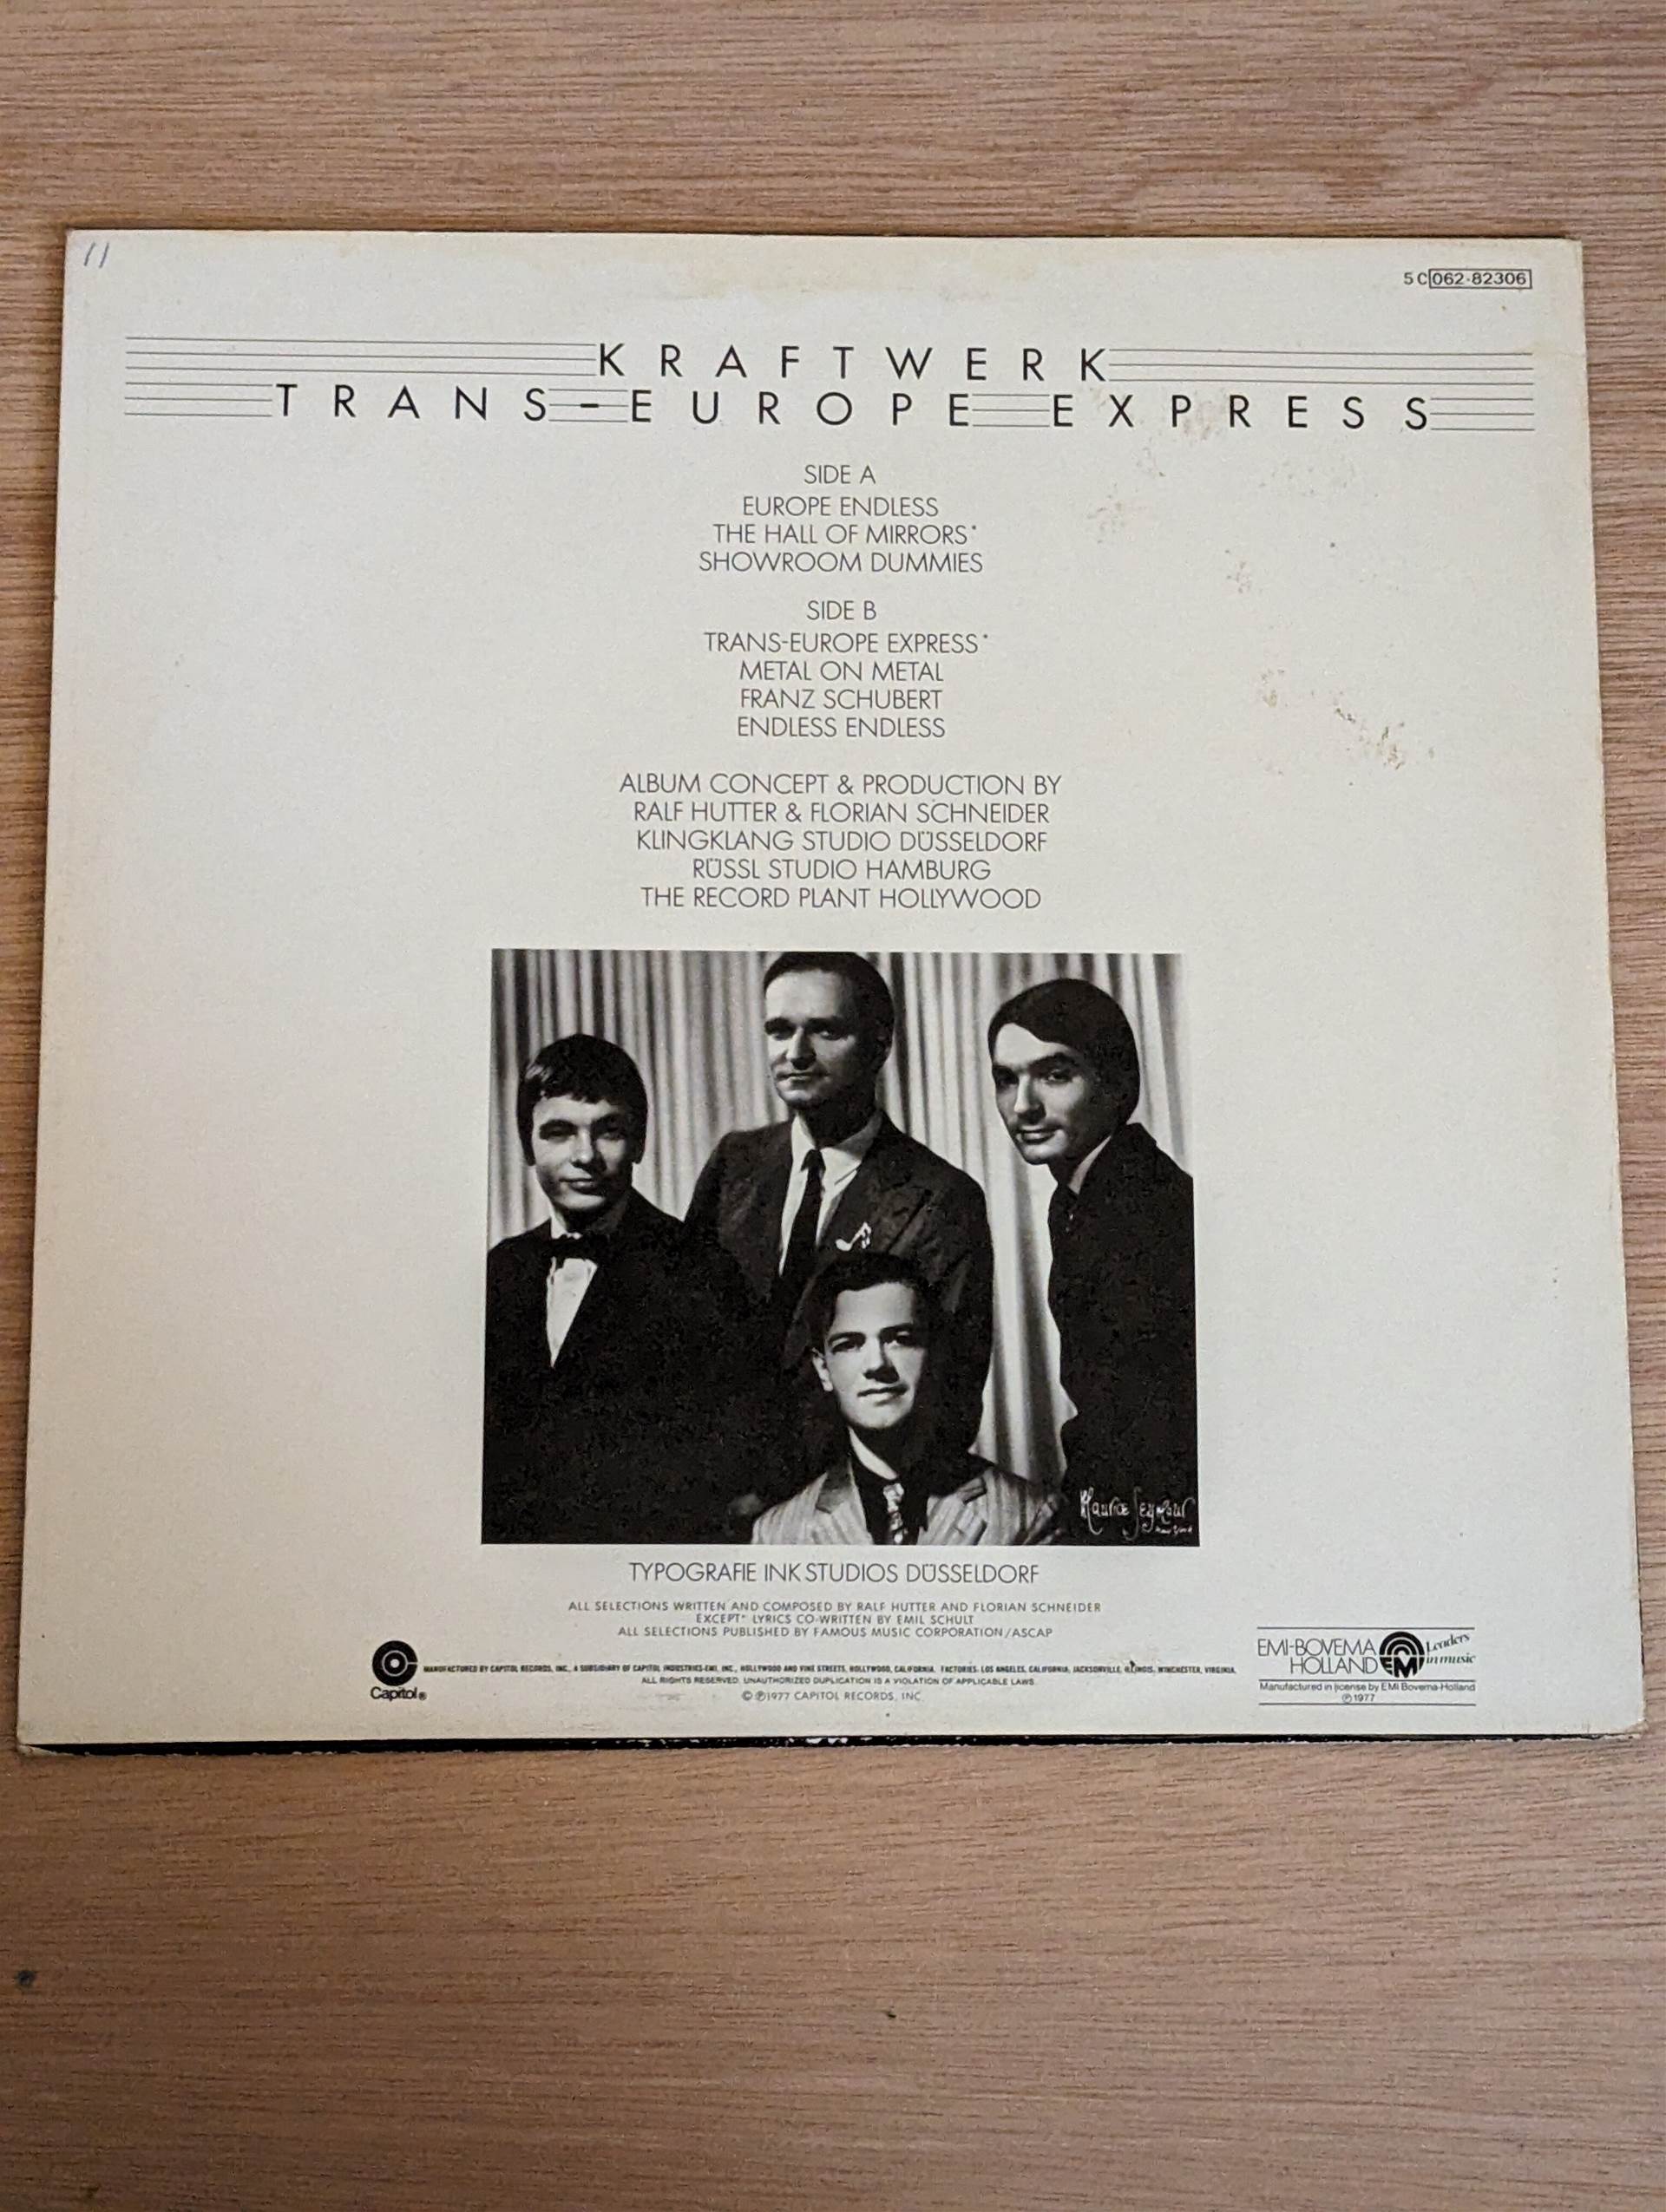 11
5C 062-82306
KRAFTWERK
TRANS-EUROPE EXPRESS
SIDE A
EUROPE ENDLESS
THE HALL OF MIRRORS*
SHOWROOM DUMMIES
SIDE B
TRANS-EUROPE EXPRESS*
METAL ON METAL
FRANZ SCHUBERT
ENDLESS ENDLESS
ALBUM CONCEPT & PRODUCTION BY
RALF HUTTER & FLORIAN SCHNEIDER
KLINGKLANG STUDIO DÜSSELDORF
RÜSSL STUDIO HAMBURG
THE RECORD PLANT HOLLYWOOD
Maurice Seymour
TYPOGRAFIE INK STUDIOS DÜSSELDORF
ALL SELECTIONS WRITTEN AND COMPOSED BY RALF HUTTER AND FLORIAN SCHNEIDER
EXCEPT* LYRICS CO-WRITTEN BY EMIL SCHULT
ALL SELECTIONS PUBLISHED BY FAMOUS MUSIC CORPORATION/ASCAP
Capitol®
MANUFACTURED BY CAPITOL RECORDS, INC., A SUBSIDIARY OF CAPITOL INDUSTRIES-EMI, INC., HOLLYWOOD AND VINE STREETS, HOLLYWOOD, CALIFORNIA. FACTORIES: LOS ANGELES, CALIFORNIA; JACKSONVILLE, ILLINOIS; WINCHESTER, VIRGINIA.
ALL RIGHTS RESERVED. UNAUTHORIZED DUPLICATION IS A VIOLATION OF APPLICABLE LAWS.
© ℗1977 CAPITOL RECORDS, INC.
EMI-BOVEMA
HOLLAND
EMI
Leaders
in music
Manufactured in license by EMI Bovema-Holland
℗1977